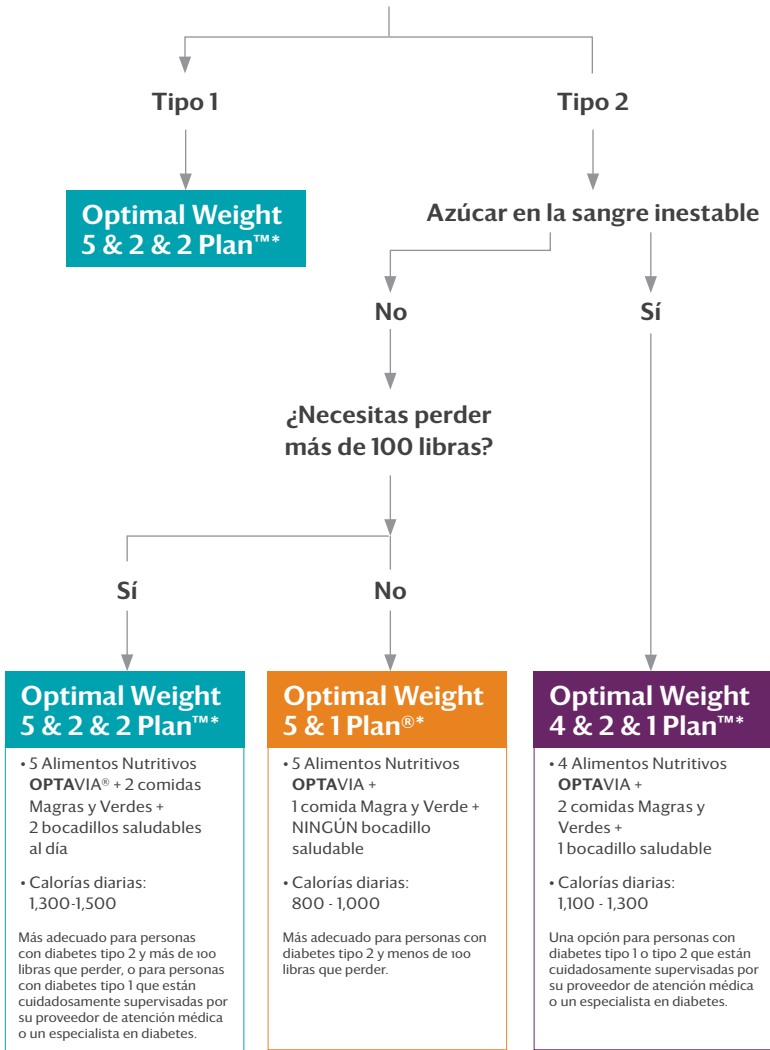 Tipo 1
Tipo 2
Optimal Weight
5 & 2 & 2 Plan™*
Azúcar en la sangre inestable
No
Sí
¿Necesitas perder
más de 100 libras?
Sí
No
Optimal Weight
5 & 2 & 2 Plan™*
• 5 Alimentos Nutritivos
OPTAVIA® + 2 comidas
Magras y Verdes +
2 bocadillos saludables
al día
• Calorías diarias:
1,300-1,500
Más adecuado para personas
con diabetes tipo 2 y más de 100
libras que perder, o para personas
con diabetes tipo 1 que están
cuidadosamente supervisadas por
su proveedor de atención médica
o un especialista en diabetes.
Optimal Weight
5 & 1 Plan®*
• 5 Alimentos Nutritivos
OPTAVIA +
1 comida Magra y Verde +
NINGÚN bocadillo
saludable
• Calorías diarias:
800 - 1,000
Más adecuado para personas con
diabetes tipo 2 y menos de 100
libras que perder.
Optimal Weight
4 & 2 & 1 Plan™*
• 4 Alimentos Nutritivos
OPTAVIA +
2 comidas Magras y
Verdes +
1 bocadillo saludable
• Calorías diarias:
1,100 - 1,300
Una opción para personas con
diabetes tipo 1 o tipo 2 que están
cuidadosamente supervisadas por
su proveedor de atención médica
o un especialista en diabetes.